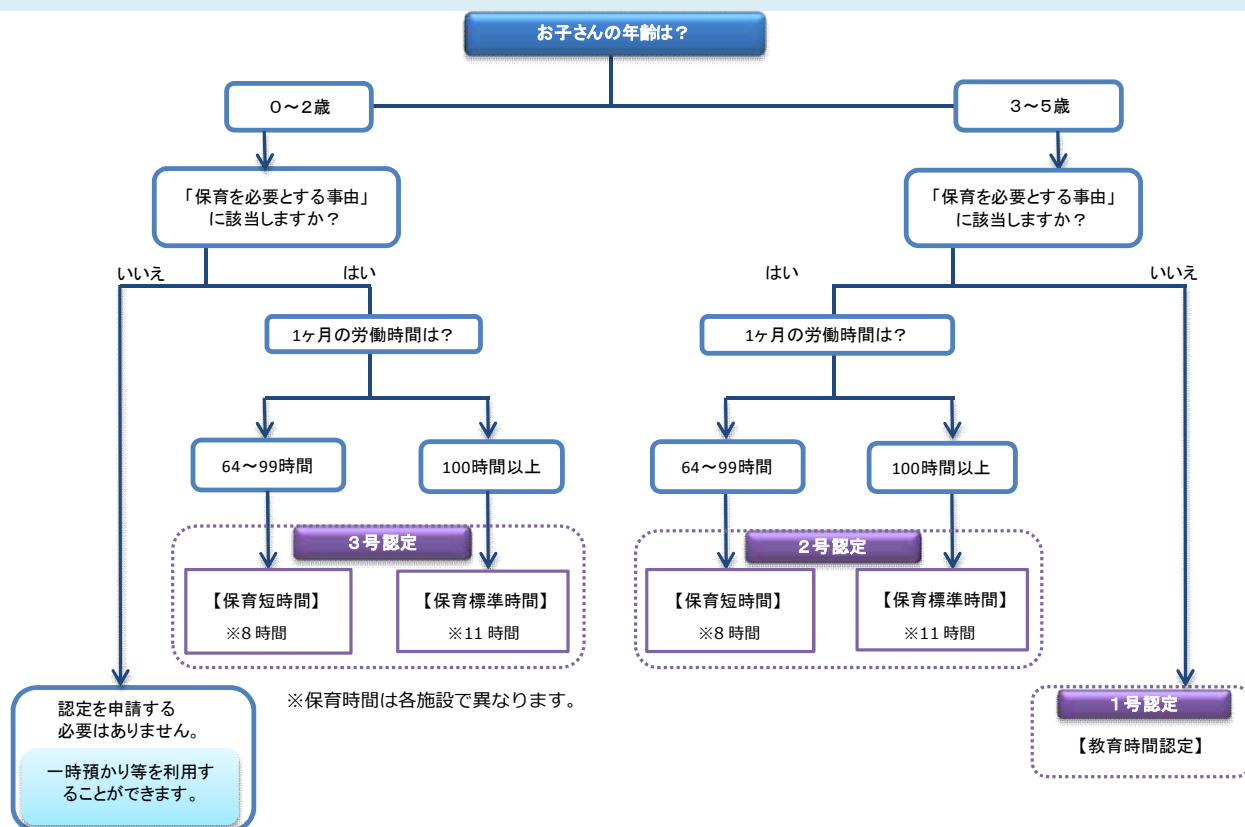 お子さんの年齢は？
０～２歳
３～５歳
「保育を必要とする事由」
に該当しますか？
「保育を必要とする事由」
に該当しますか？
いいえ
はい
はい
いいえ
1ヶ月の労働時間は？
1ヶ月の労働時間は？
64～99時間
100時間以上
64～99時間
100時間以上
３号認定
２号認定
【保育短時間】
※8 時間
【保育標準時間】
※11 時間
【保育短時間】
※8 時間
【保育標準時間】
※11 時間
※保育時間は各施設で異なります。
認定を申請する
必要はありません。
一時預かり等を利用す
ることができます。
１号認定
【教育時間認定】